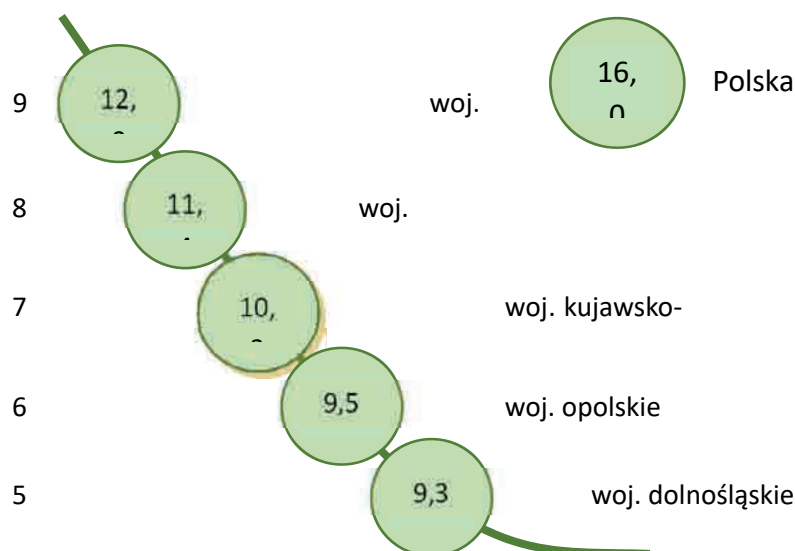 16,
Polska
9 12, woj.
8 11, woj.
7 10, woj. kujawsko-
6 9,5 woj. opolskie
5 9,3 woj. dolnośląskie